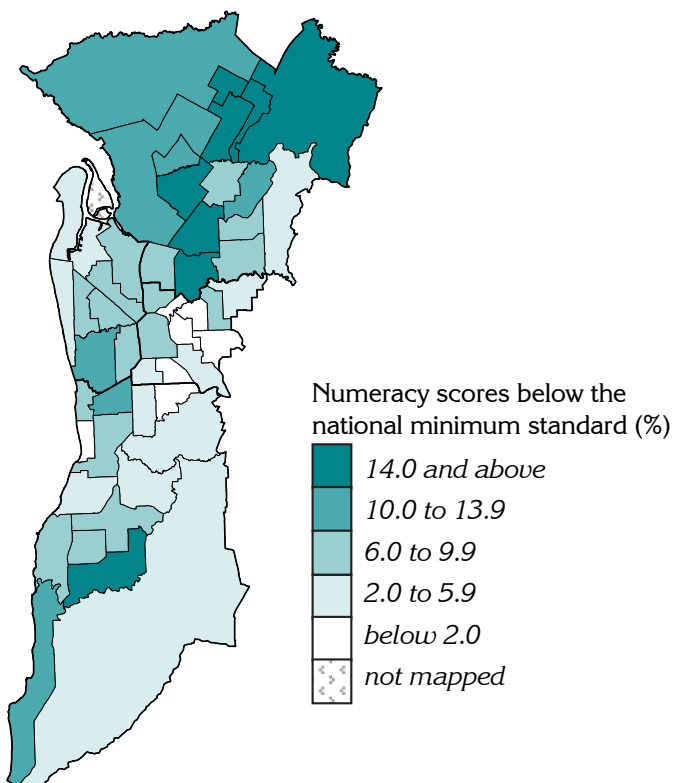 Numeracy scores below the
national minimum standard (%)
14.0 and above
10.0 to 13.9
6.0 to 9.9
2.0 to 5.9
below 2.0
not mapped